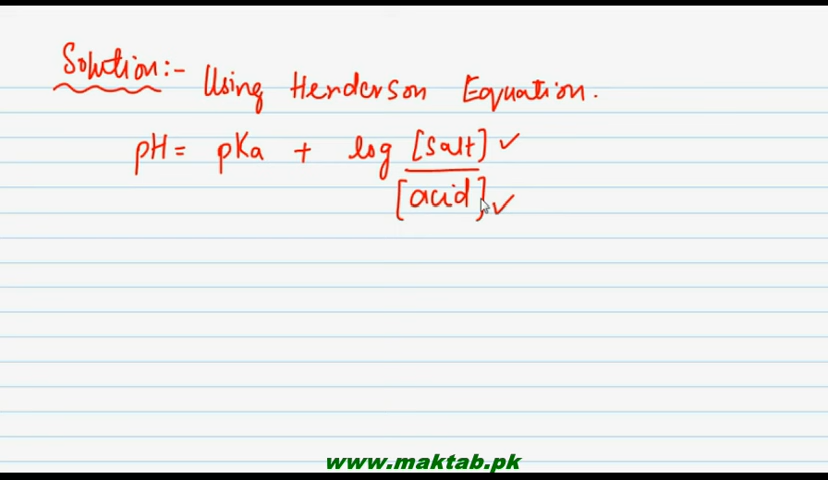 Solution:- Using Henderson Equation.
pH = pKa + log [Salt] ✓
[acid] ✓
www.maktab.pk